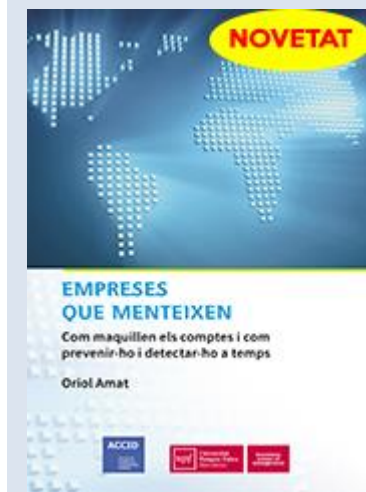 NOVETAT
EMPRESES
QUE MENTEIXEN
Com maquillen els comptes i com
prevenir-ho i detectar-ho a temps
Oriol Amat
ACCID
upf.
Universitat
Pompeu Fabra
Barcelona